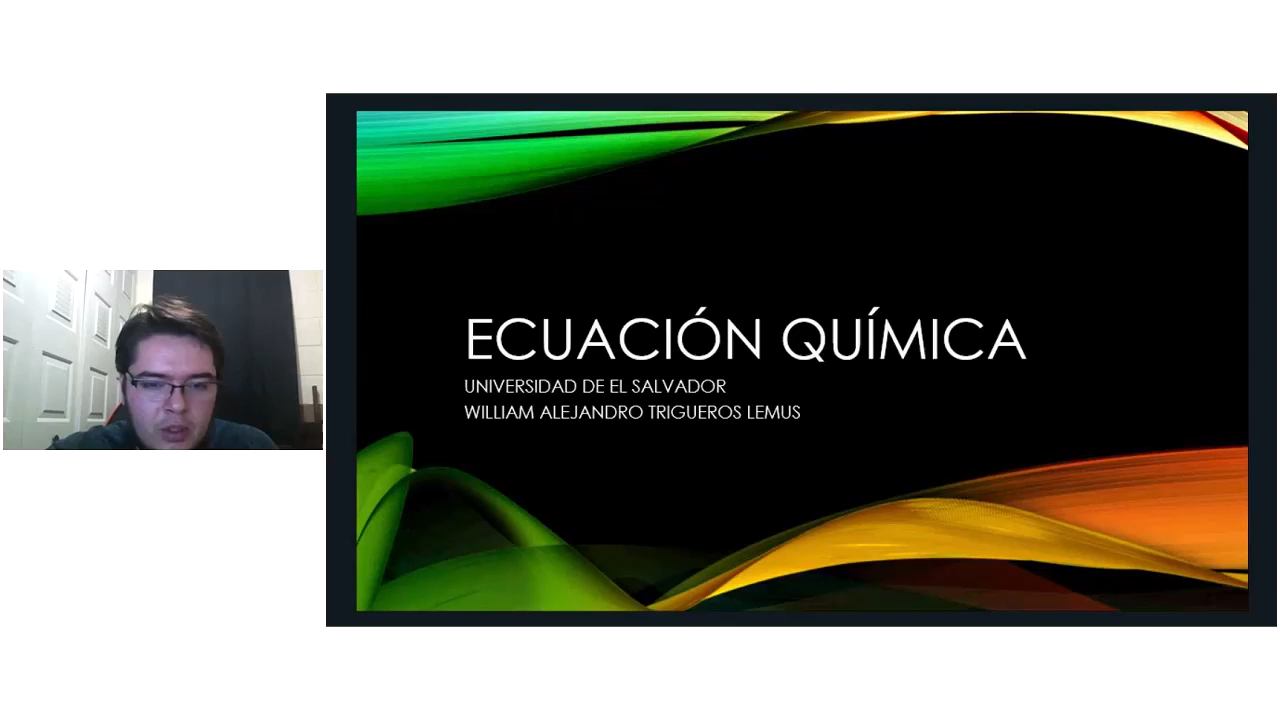 ECUACIÓN QUÍMICA
UNIVERSIDAD DE EL SALVADOR
WILLIAM ALEJANDRO TRIGUEROS LEMUS